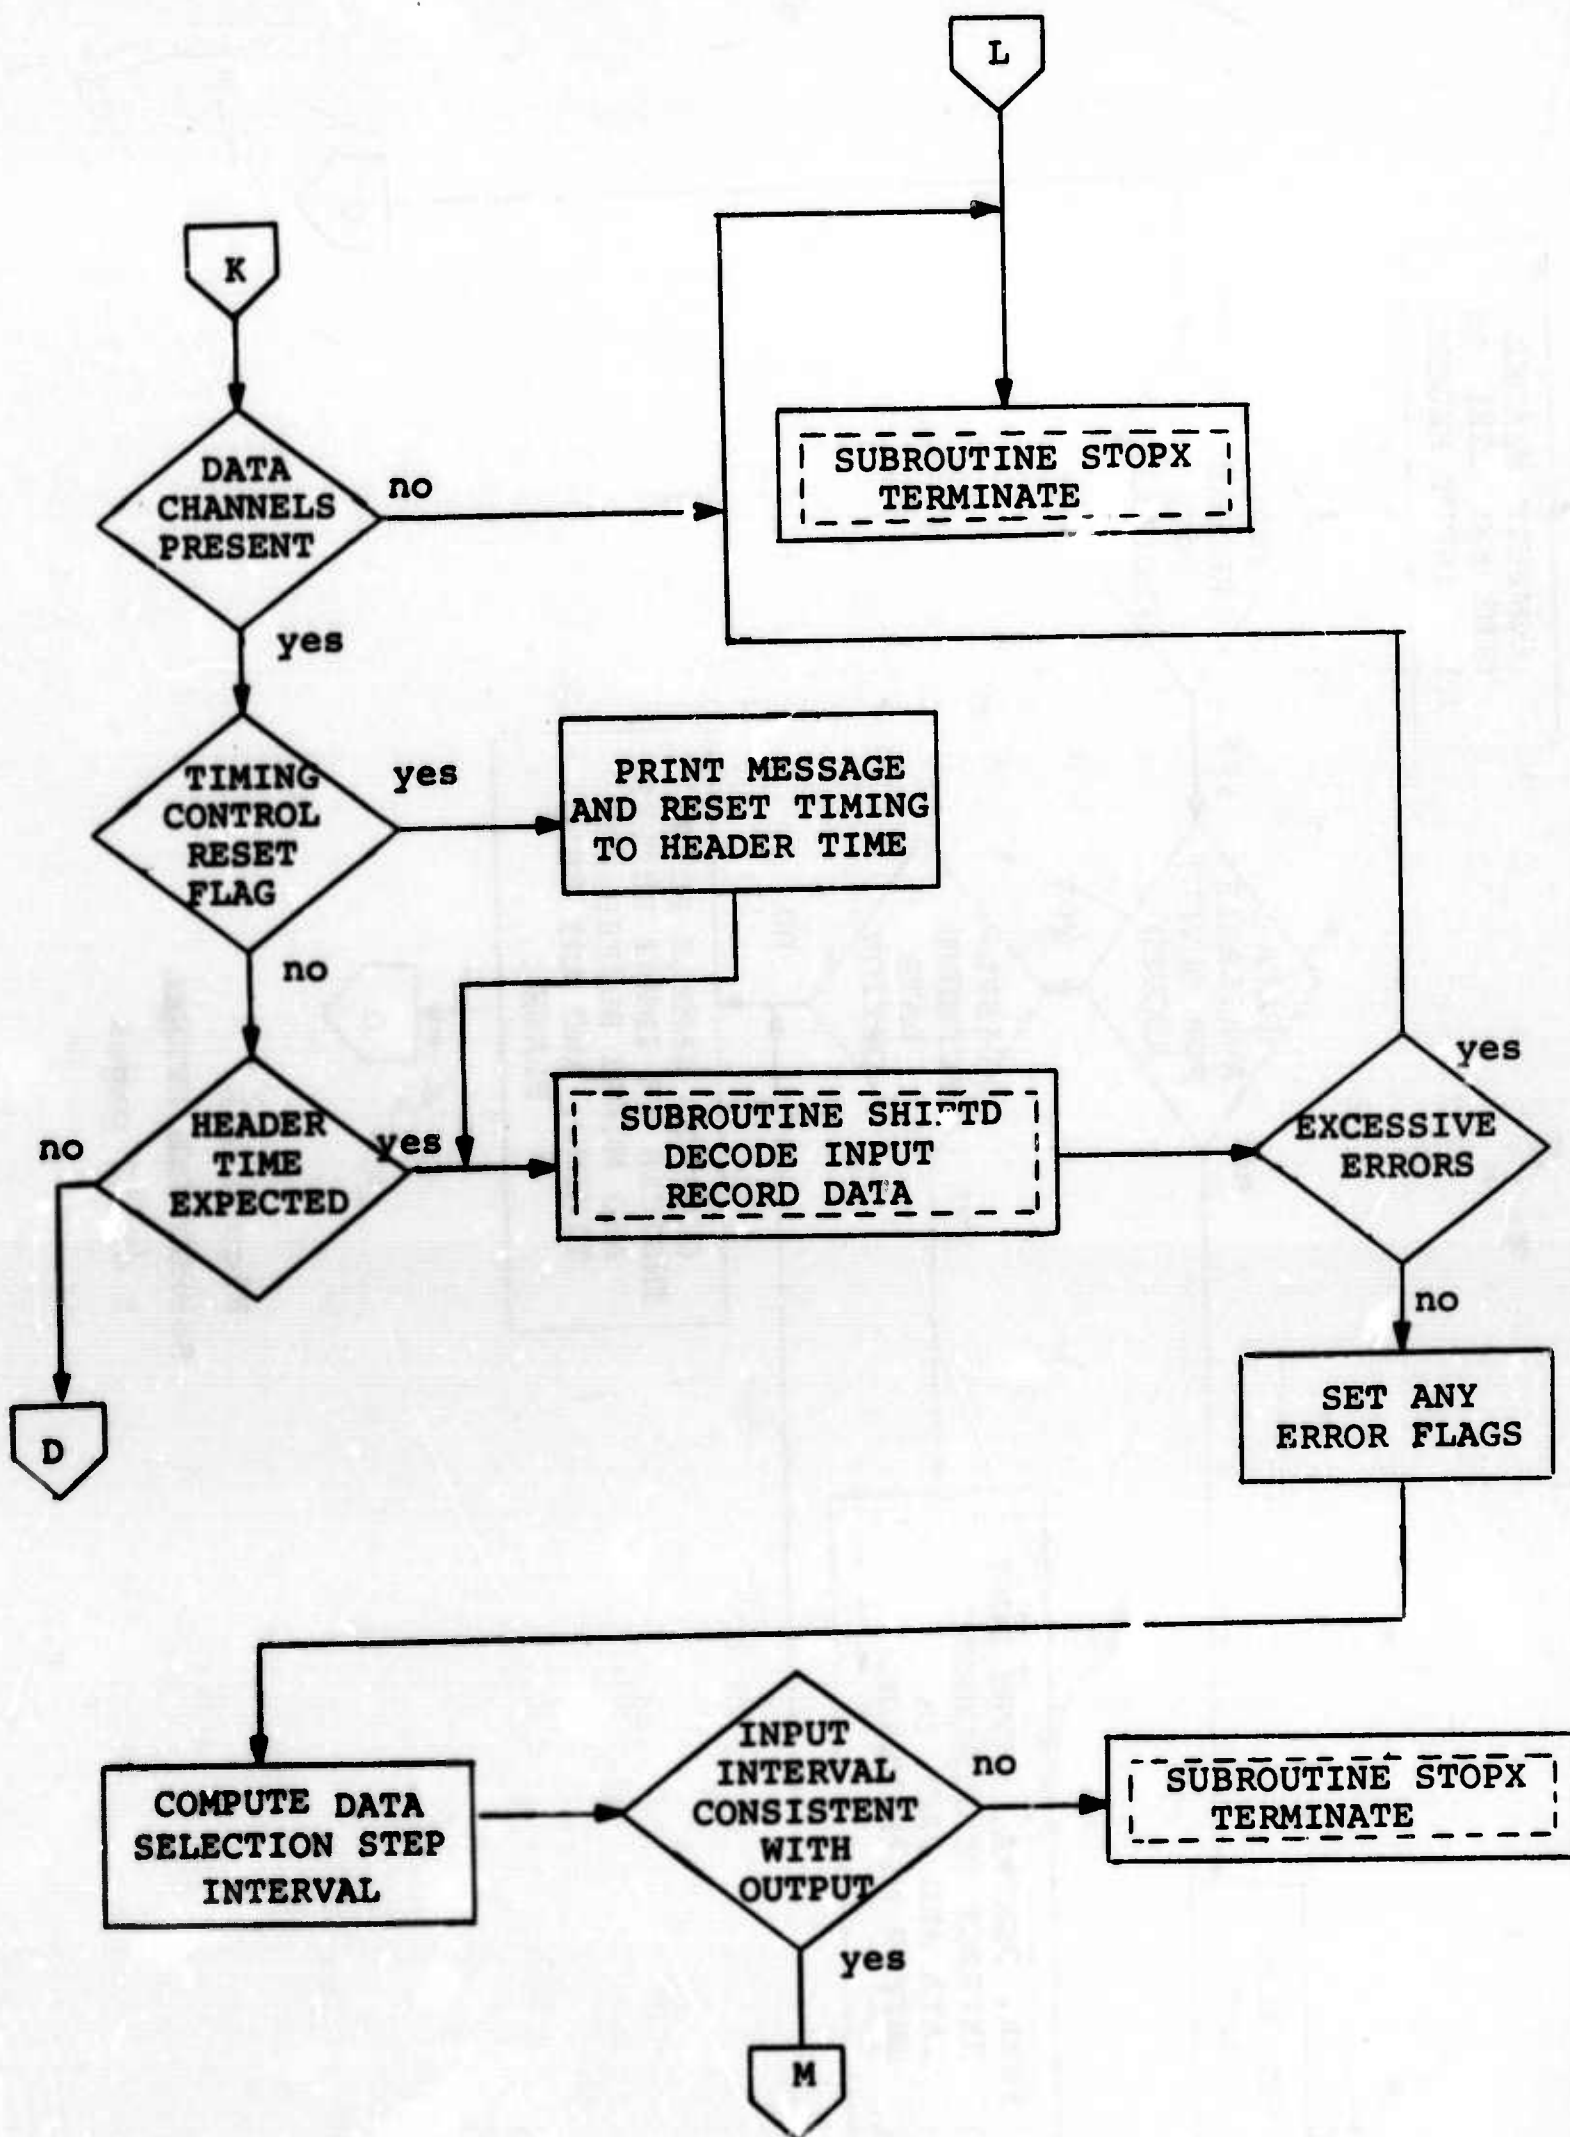 L
K
DATA
CHANNELS
PRESENT
no
SUBROUTINE STOPX
TERMINATE
yes
TIMING
CONTROL
RESET
FLAG
yes
PRINT MESSAGE
AND RESET TIMING
TO HEADER TIME
no
HEADER
TIME
EXPECTED
no
yes
SUBROUTINE SHIFTD
DECODE INPUT
RECORD DATA
EXCESSIVE
ERRORS
yes
no
D
SET ANY
ERROR FLAGS
COMPUTE DATA
SELECTION STEP
INTERVAL
INPUT
INTERVAL
CONSISTENT
WITH
OUTPUT
no
SUBROUTINE STOPX
TERMINATE
yes
M